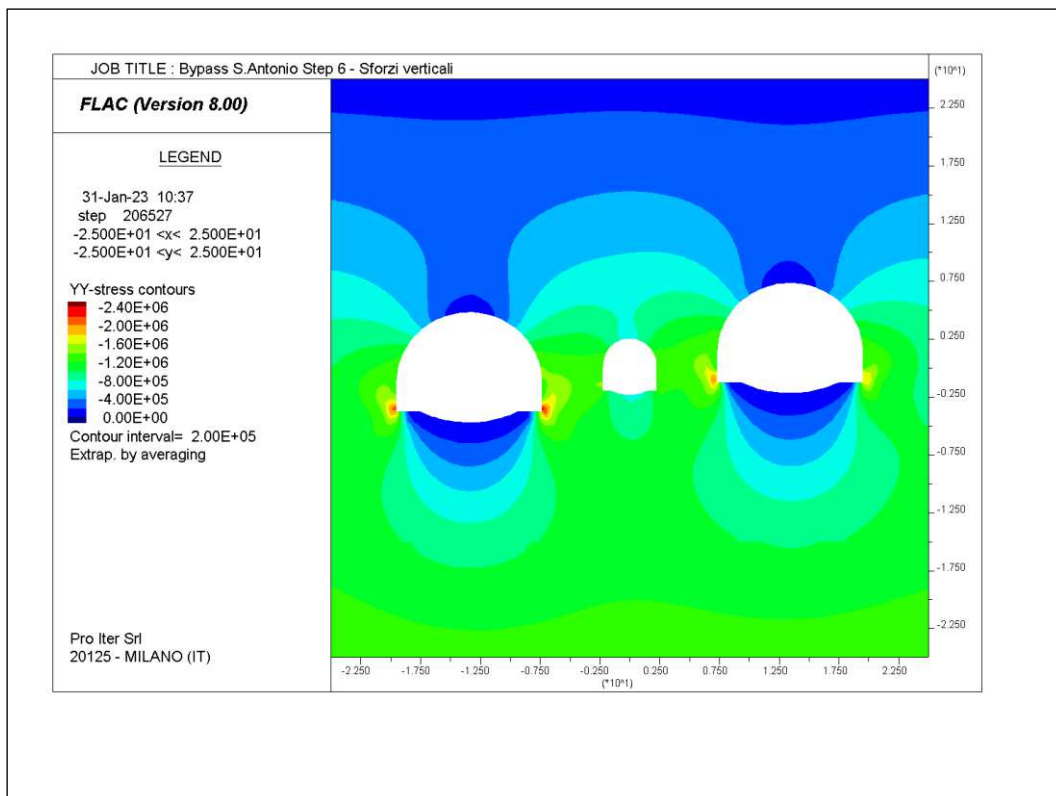 JOB TITLE : Bypass S.Antonio Step 6 - Sforzi verticali
(*10^1)
FLAC (Version 8.00)
LEGEND
31-Jan-23 10:37
step 206527
-2.500E+01 <x< 2.500E+01
-2.500E+01 <y< 2.500E+01
YY-stress contours
-2.40E+06
-2.00E+06
-1.60E+06
-1.20E+06
-8.00E+05
-4.00E+05
0.00E+00
Contour interval= 2.00E+05
Extrap. by averaging
Pro Iter Srl
20125 - MILANO (IT)
2.250
1.750
1.250
0.750
0.250
-0.250
-0.750
-1.250
-1.750
-2.250
-2.250 -1.750 -1.250 -0.750 -0.250 0.250 0.750 1.250 1.750 2.250
(*10^1)